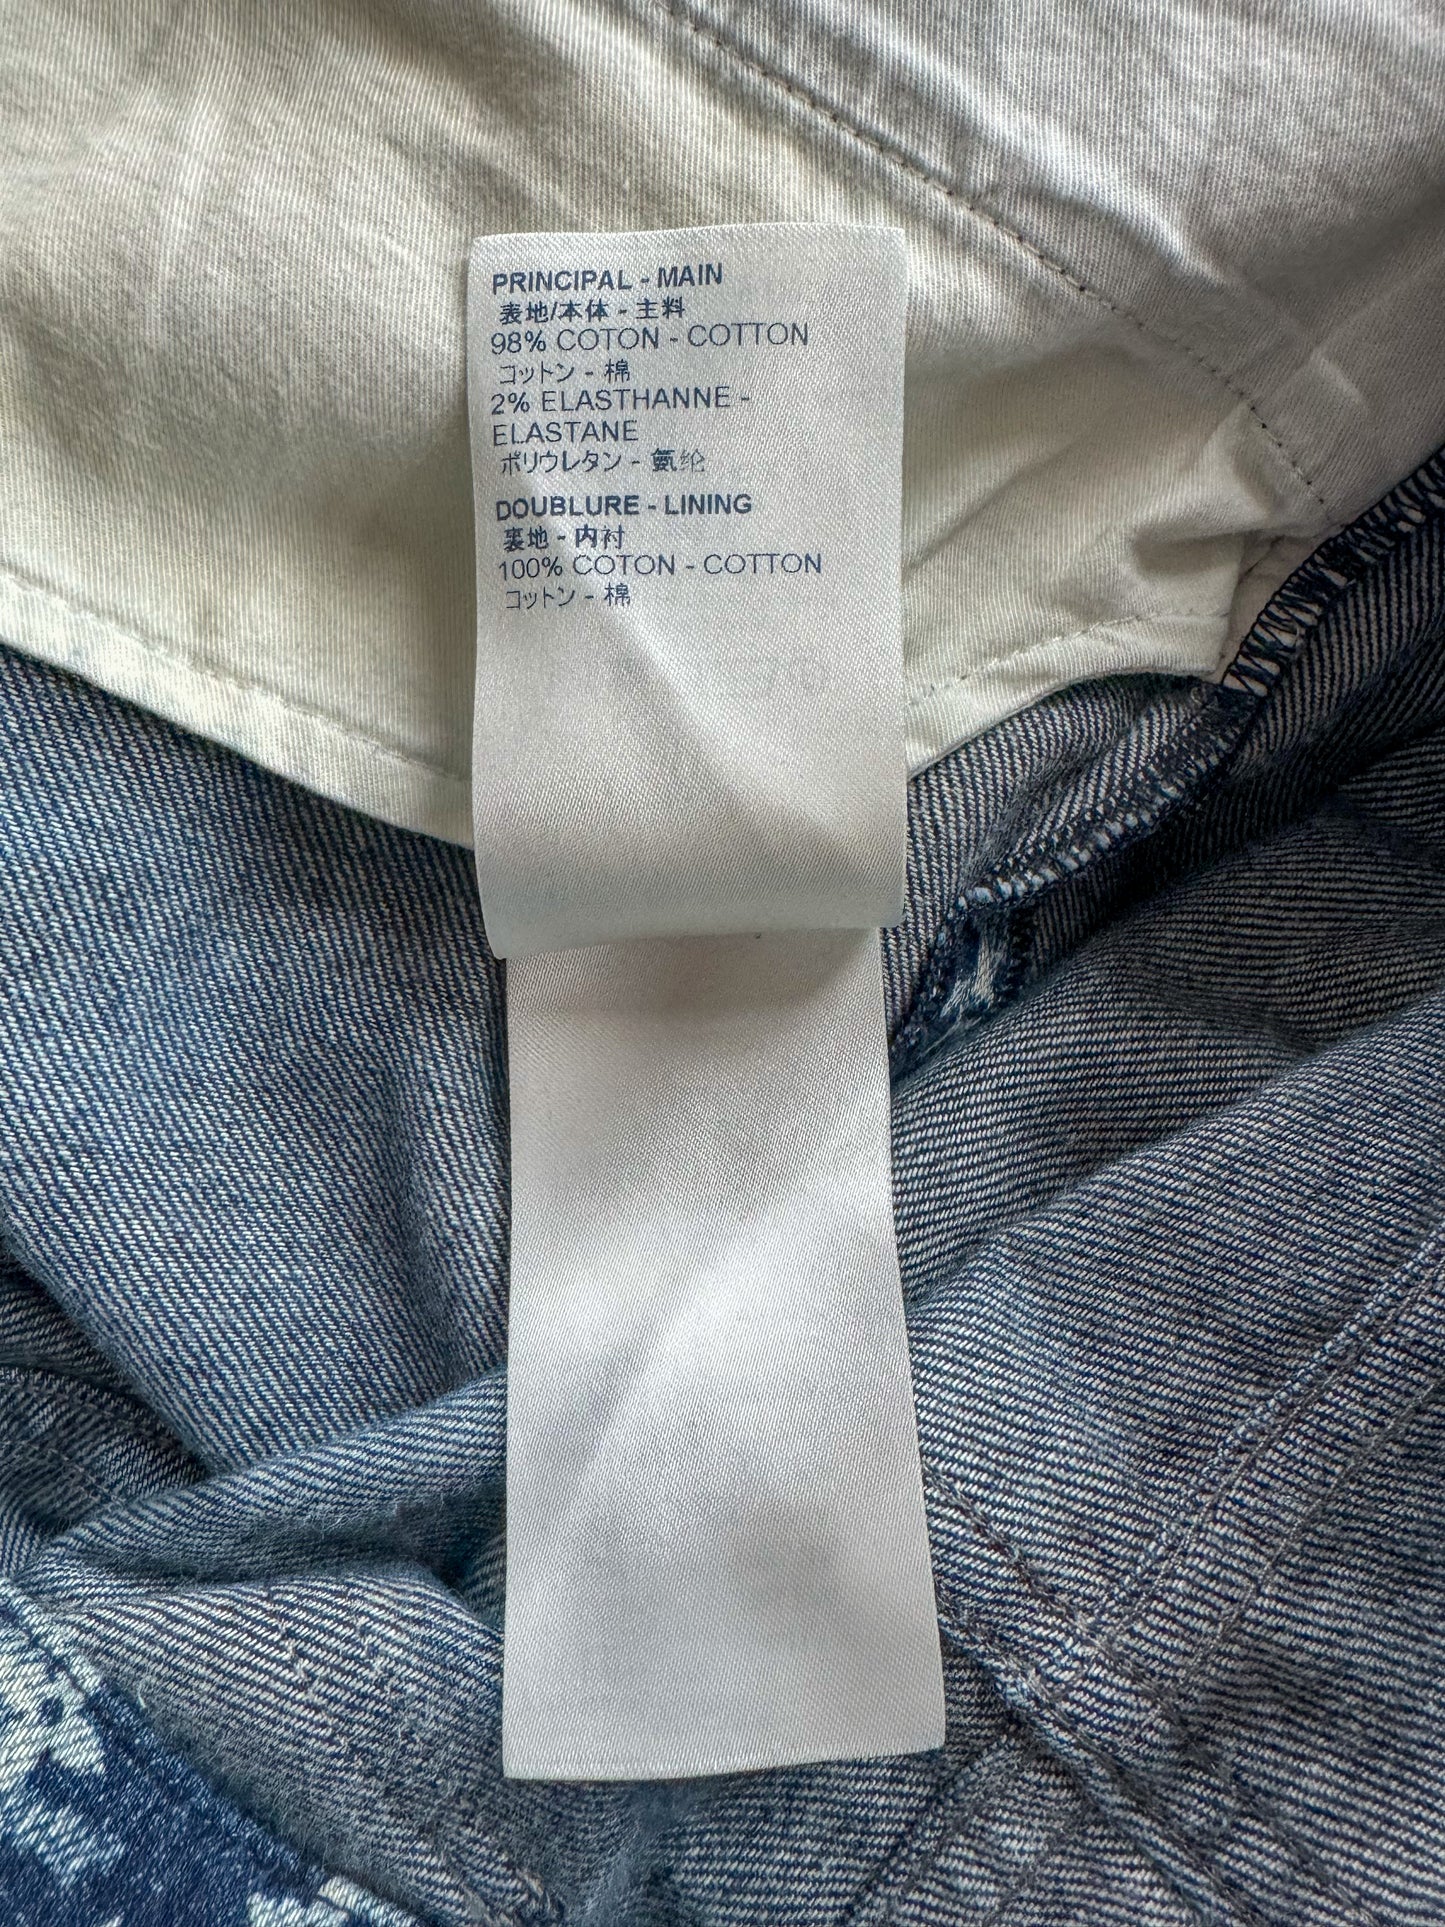 PRINCIPAL - MAIN
表地/本体 - 主料
98% COTON - COTTON
コットン - 棉
2% ELASTHANNE -
ELASTANE
ポリウレタン - 氨纶
DOUBLURE - LINING
裏地 - 内衬
100% COTON - COTTON
コットン - 棉